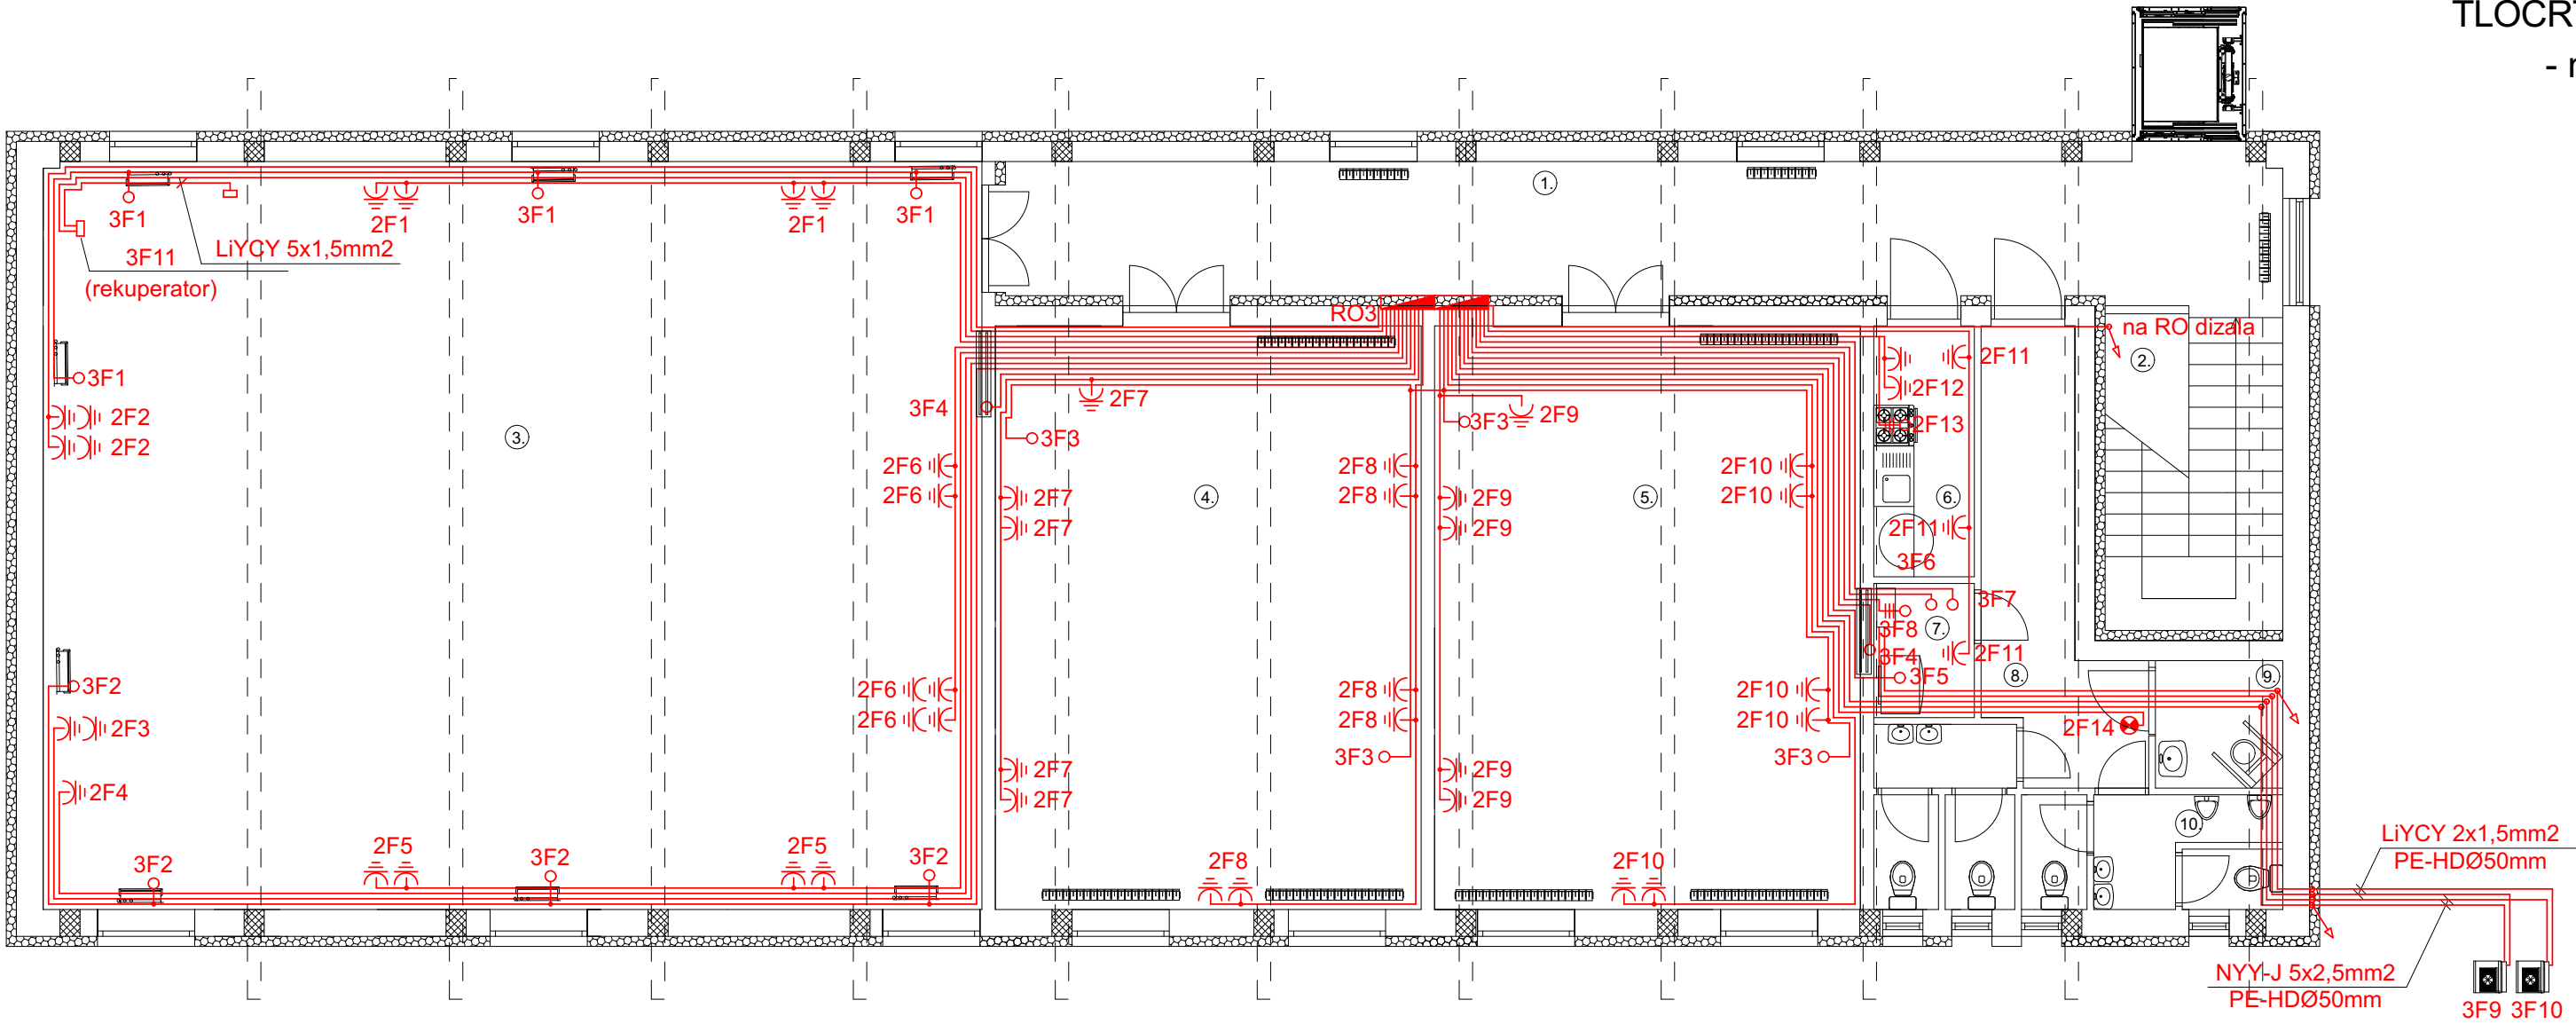 TLOCRT
- r
1.
3F1
2F1
3F1
2F1
3F1
LiYCY 5x1,5mm2
3F11
(rekuperator)
RO3
na RO dizala
2.
2F11
2F12
3F1
2F7
3F4
2F9
3F3
2F13
2F2
2F2
3.
3F3
2F6
2F6
2F8
2F8
2F10
2F10
4.
5.
6.
2F7
2F7
2F9
2F9
2F11
3F6
3F7
3F8
7.
3F4
2F11
3F5
8.
9.
3F2
2F3
2F6
2F6
2F8
2F8
2F10
2F10
2F14
3F3
3F3
2F7
2F7
2F9
2F9
2F4
10.
LiYCY 2x1,5mm2
PE-HDØ50mm
3F2
2F5
3F2
2F5
3F2
2F8
2F10
NYY-J 5x2,5mm2
PE-HDØ50mm
3F9 3F10